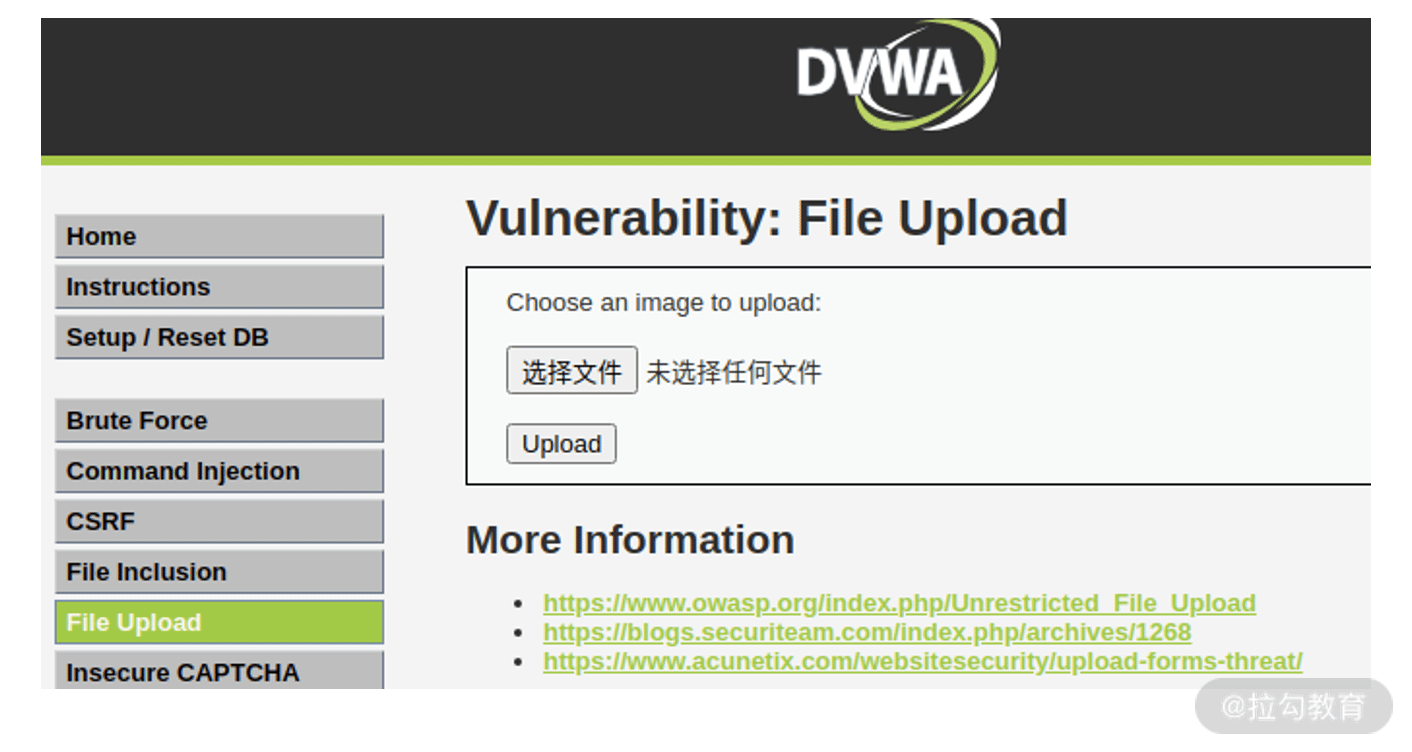 DVWA
Home
Instructions
Setup / Reset DB
Brute Force
Command Injection
CSRF
File Inclusion
File Upload
Insecure CAPTCHA
Vulnerability: File Upload
Choose an image to upload:
选择文件 未选择任何文件
Upload
More Information
https://www.owasp.org/index.php/Unrestricted_File_Upload
https://blogs.securiteam.com/index.php/archives/1268
https://www.acunetix.com/websitesecurity/upload-forms-threat/
@拉勾教育